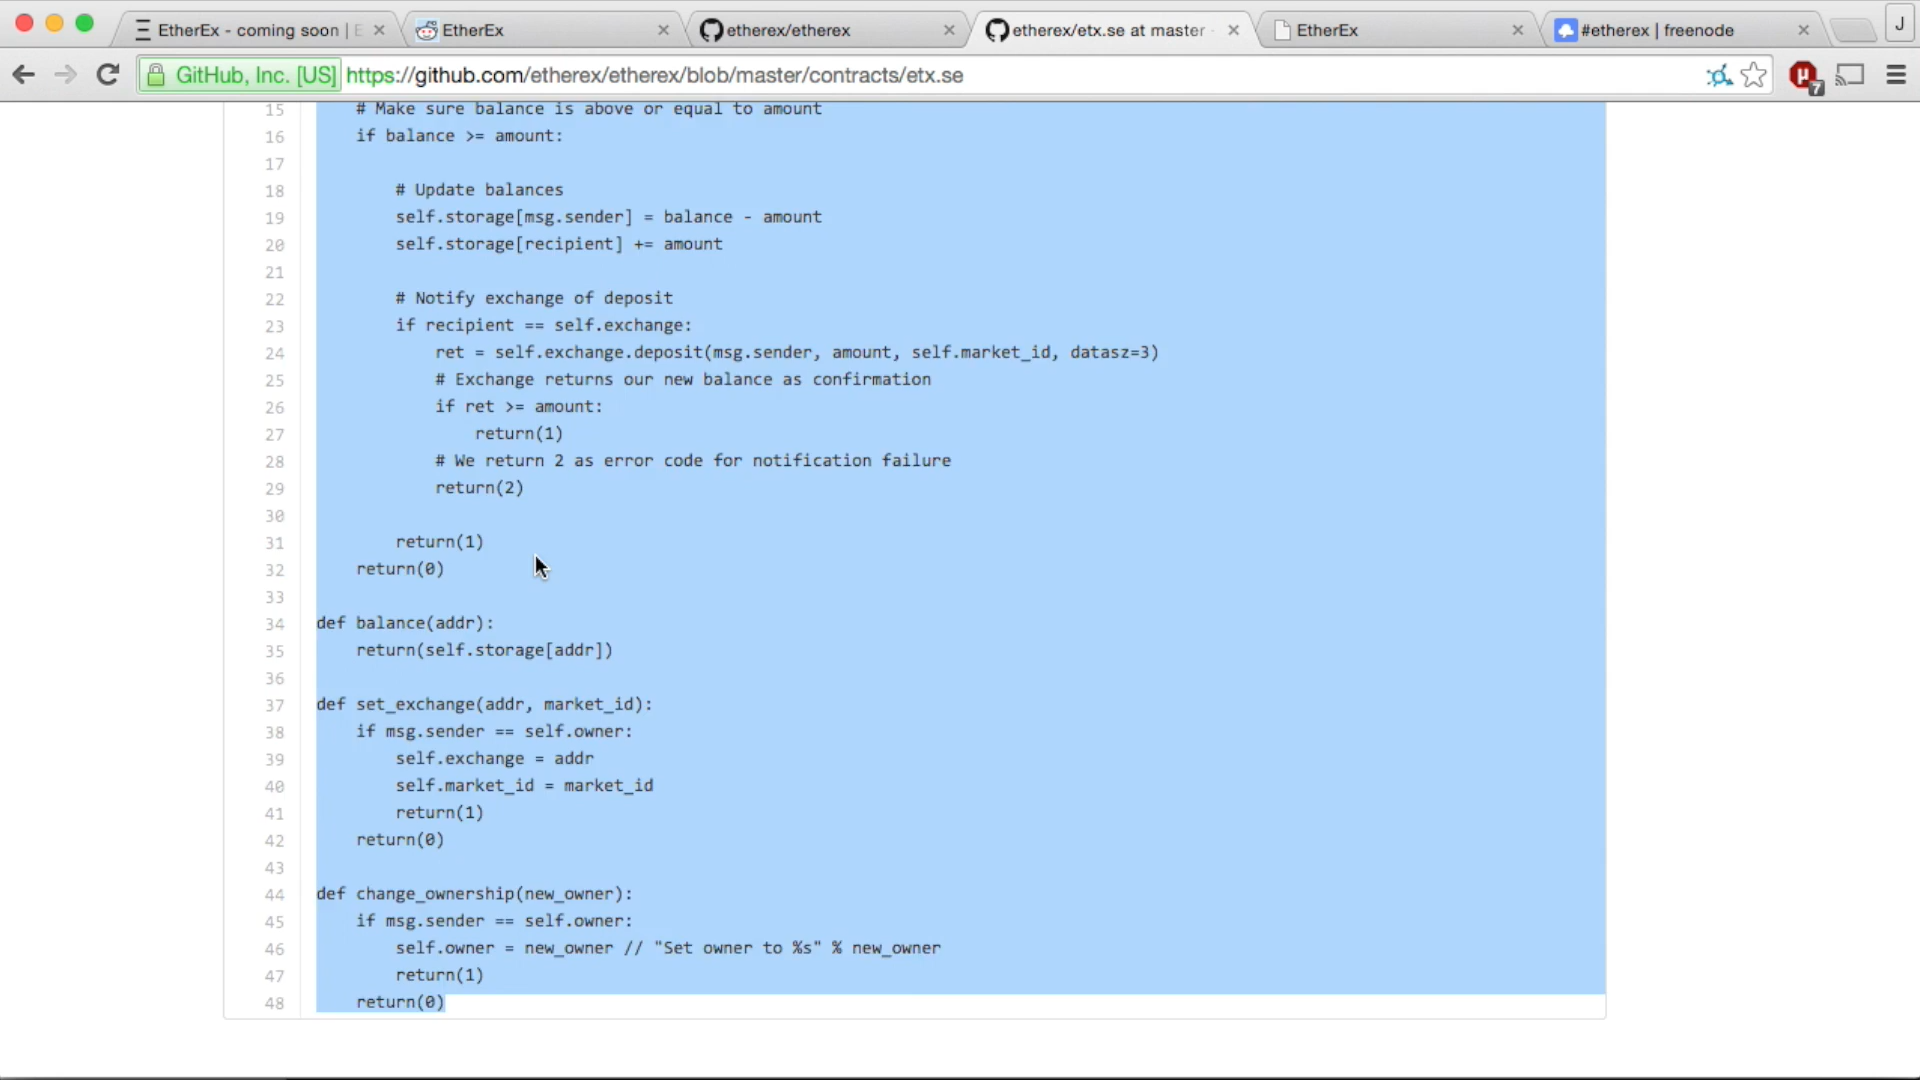 EtherEx - coming soon | E
EtherEx
etherex/etherex
etherex/etx.se at master
EtherEx
#etherex | freenode
J
GitHub, Inc. [US]
https://github.com/etherex/etherex/blob/master/contracts/etx.se
7
15 # Make sure balance is above or equal to amount
16 if balance >= amount:
17
18 # Update balances
19 self.storage[msg.sender] = balance - amount
20 self.storage[recipient] += amount
21
22 # Notify exchange of deposit
23 if recipient == self.exchange:
24 ret = self.exchange.deposit(msg.sender, amount, self.market_id, datasz=3)
25 # Exchange returns our new balance as confirmation
26 if ret >= amount:
27 return(1)
28 # We return 2 as error code for notification failure
29 return(2)
30
31 return(1)
32 return(0)
33
34 def balance(addr):
35 return(self.storage[addr])
36
37 def set_exchange(addr, market_id):
38 if msg.sender == self.owner:
39 self.exchange = addr
40 self.market_id = market_id
41 return(1)
42 return(0)
43
44 def change_ownership(new_owner):
45 if msg.sender == self.owner:
46 self.owner = new_owner // "Set owner to %s" % new_owner
47 return(1)
48 return(0)